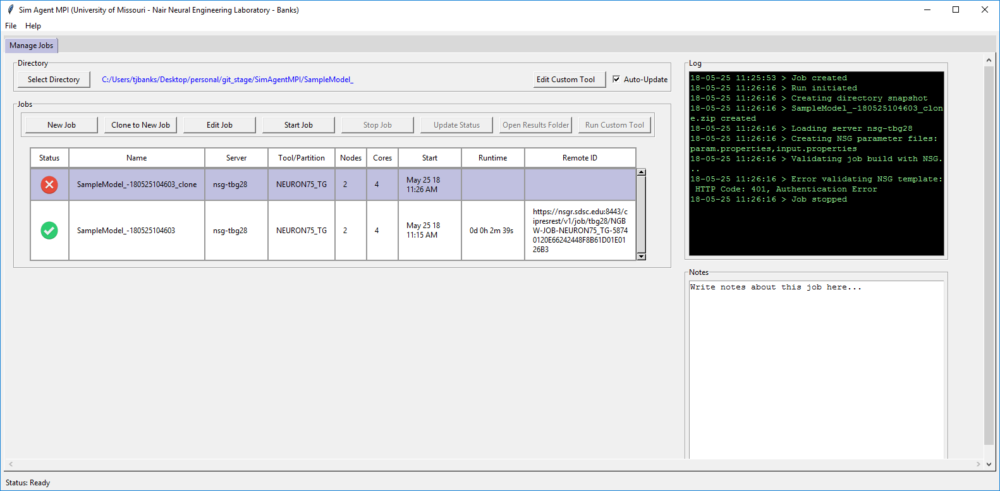 Sim Agent MPI (University of Missouri - Nair Neural Engineering Laboratory - Banks)
File Help
Manage Jobs
Directory
Select Directory C:/Users/tjbanks/Desktop/personal/git_stage/SimAgentMPI/SampleModel_ Edit Custom Tool Auto-Update
Jobs
New Job Clone to New Job Edit Job Start Job Stop Job Update Status Open Results Folder Run Custom Tool
Status Name Server Tool/Partition Nodes Cores Start Runtime Remote ID
SampleModel_-180525104603_clone nsg-tbg28 NEURON75_TG 2 4 May 25 18
11:26 AM
SampleModel_-180525104603 nsg-tbg28 NEURON75_TG 2 4 May 25 18
11:15 AM
0d 0h 2m 39s
https://nsgr.sdsc.edu:8443/c
ipresrest/v1/job/tbg28/NGB
W-JOB-NEURON75_TG-5874
0120E66242448F8B61D01E01
26B3
Log
18-05-25 11:25:53 > Job created
18-05-25 11:26:16 > Run initiated
18-05-25 11:26:16 > Creating directory snapshot
18-05-25 11:26:16 > SampleModel_-180525104603_clon
e.zip created
18-05-25 11:26:16 > Loading server nsg-tbg28
18-05-25 11:26:16 > Creating NSG parameter files:
param.properties,input.properties
18-05-25 11:26:16 > Validating job build with NSG.
..
18-05-25 11:26:16 > Error validating NSG template:
HTTP Code: 401, Authentication Error
18-05-25 11:26:16 > Job stopped
Notes
Write notes about this job here...
Status: Ready